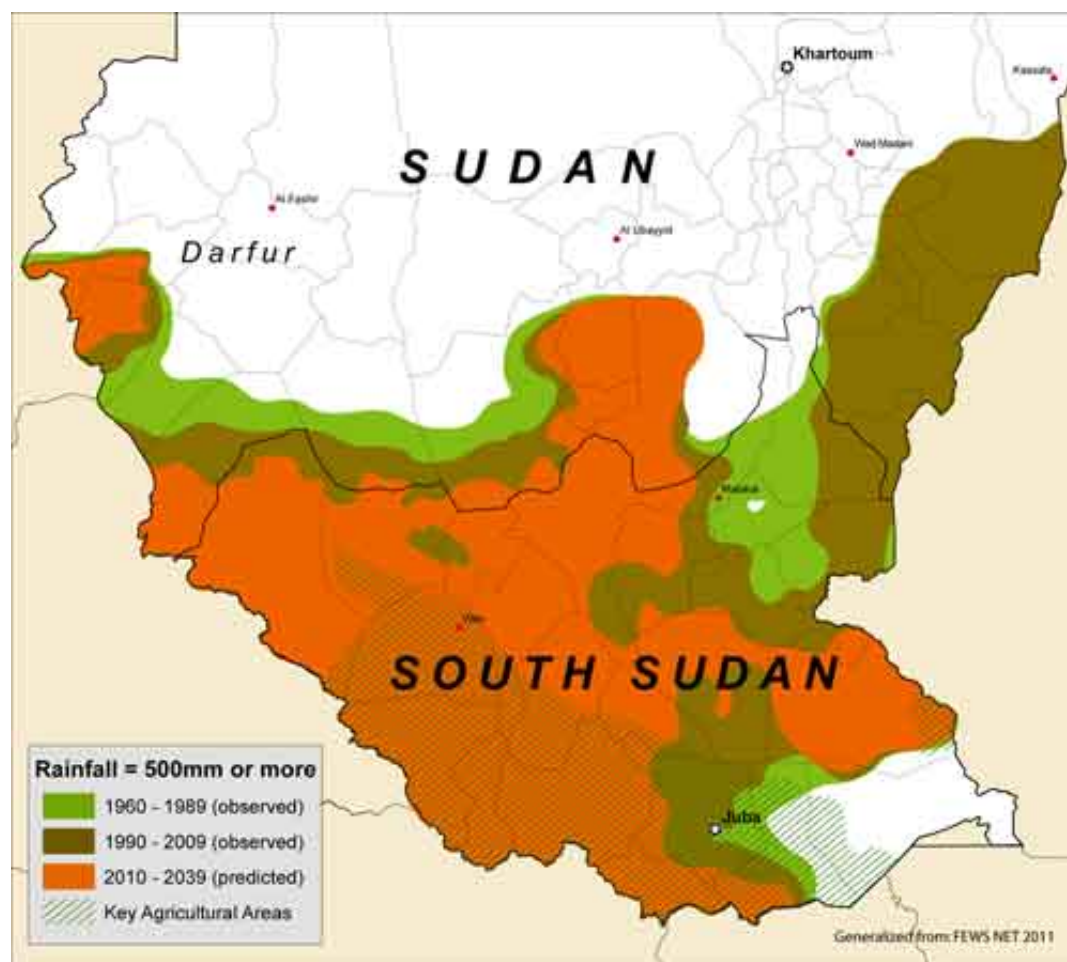 Khartoum
Kassala
SUDAN
Wad Madani
Al Fashir
Darfur
Al Ubayyid
Malakal
Wau
SOUTH SUDAN
Rainfall = 500mm or more
1960 - 1989 (observed)
1990 - 2009 (observed)
2010 - 2039 (predicted)
Key Agricultural Areas
Juba
Generalized from: FEWS NET 2011